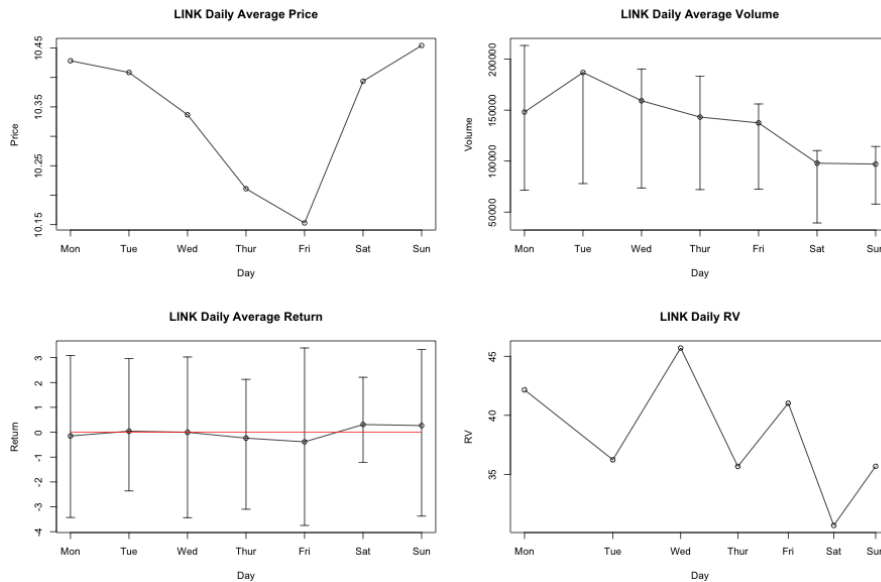 LINK Daily Average Price
Price
10.45
10.35
10.25
10.15
Mon Tue Wed Thur Fri Sat Sun
Day
LINK Daily Average Volume
Volume
200000
150000
100000
50000
Mon Tue Wed Thur Fri Sat Sun
Day
LINK Daily Average Return
Return
3
2
1
0
-1
-2
-3
-4
Mon Tue Wed Thur Fri Sat Sun
Day
LINK Daily RV
RV
45
40
35
Mon Tue Wed Thur Fri Sat Sun
Day